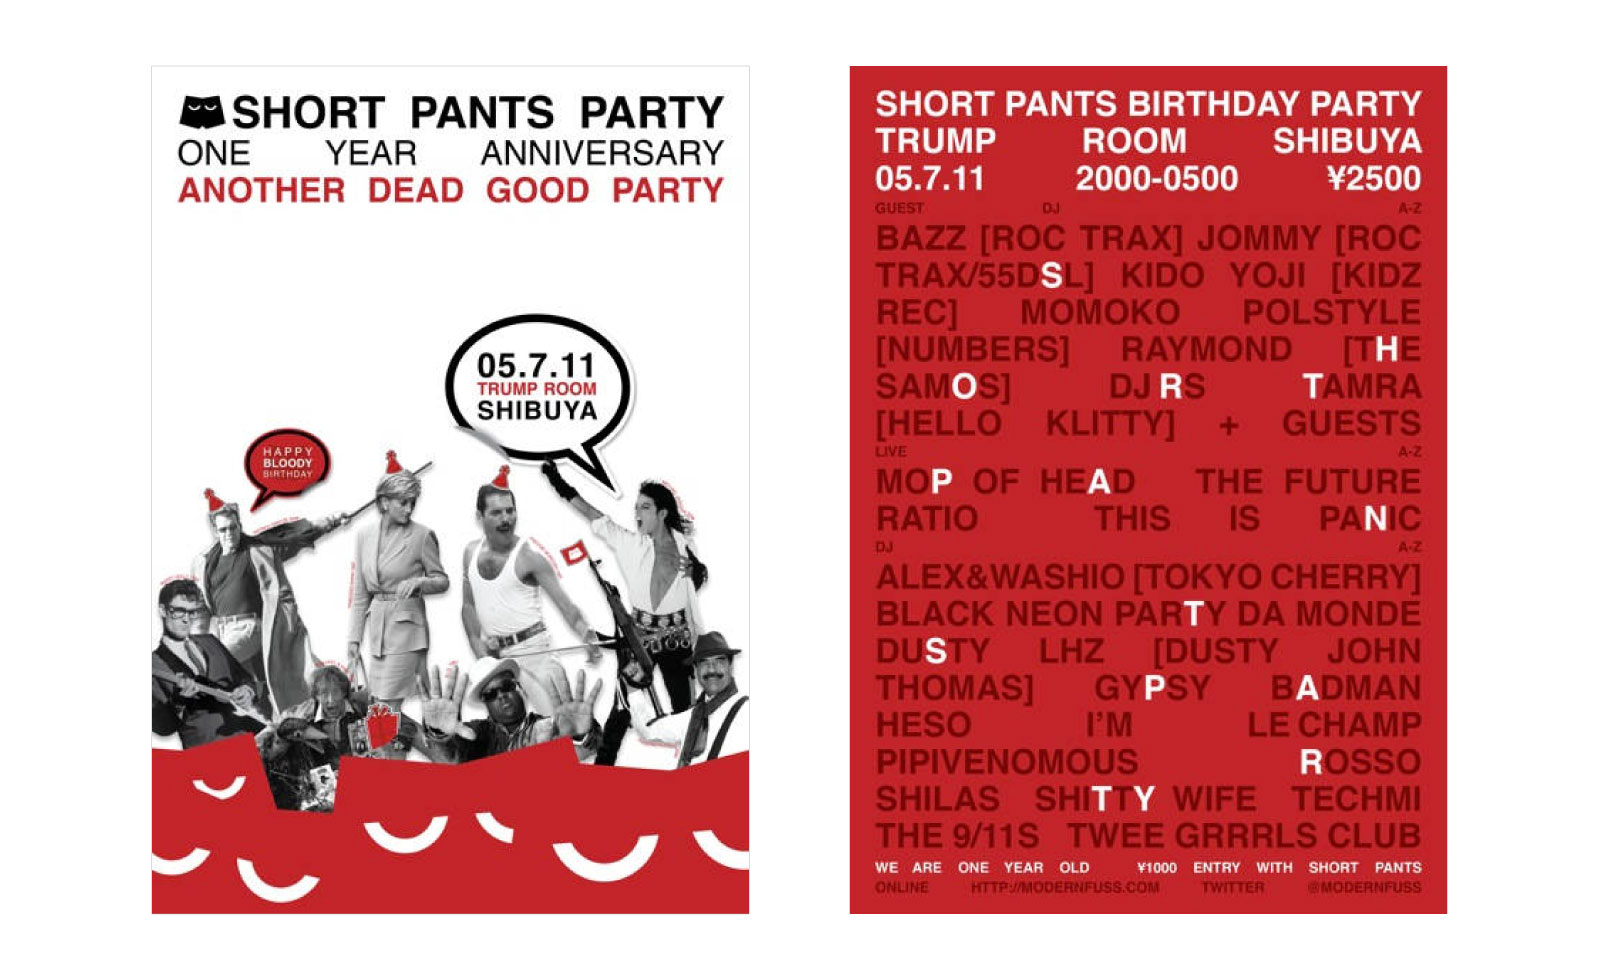 SHORT PANTS PARTY
ONE YEAR ANNIVERSARY
ANOTHER DEAD GOOD PARTY
05.7.11
TRUMP ROOM
SHIBUYA
HAPPY
BLOODY
BIRTHDAY
SHORT PANTS BIRTHDAY PARTY
TRUMP ROOM SHIBUYA
05.7.11 2000-0500 ¥2500
GUEST DJ A-Z
BAZZ [ROC TRAX] JOMMY [ROC
TRAX/55DSL] KIDO YOJI [KIDZ
REC] MOMOKO POLSTYLE
[NUMBERS] RAYMOND [THE
SAMOS] DJ RS TAMRA
[HELLO KLITTY] + GUESTS
LIVE A-Z
MOP OF HEAD THE FUTURE
RATIO THIS IS PANIC
DJ A-Z
ALEX&WASHIO [TOKYO CHERRY]
BLACK NEON PARTY DA MONDE
DUSTY LHZ [DUSTY JOHN
THOMAS] GYPSY BADMAN
HESO I'M LE CHAMP
PIPIVENOMOUS ROSSO
SHILAS SHITTY WIFE TECHMI
THE 9/11S TWEE GRRRLS CLUB
WE ARE ONE YEAR OLD ¥1000 ENTRY WITH SHORT PANTS
ONLINE HTTP://MODERNFUSS.COM TWITTER @MODERNFUSS